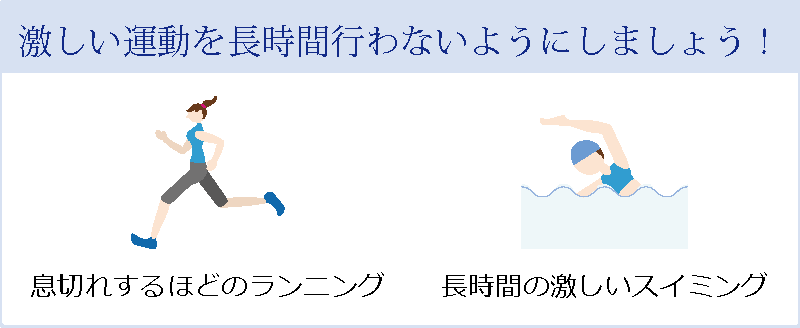 激しい運動を長時間行わないようにしましょう！
息切れするほどのランニング
長時間の激しいスイミング